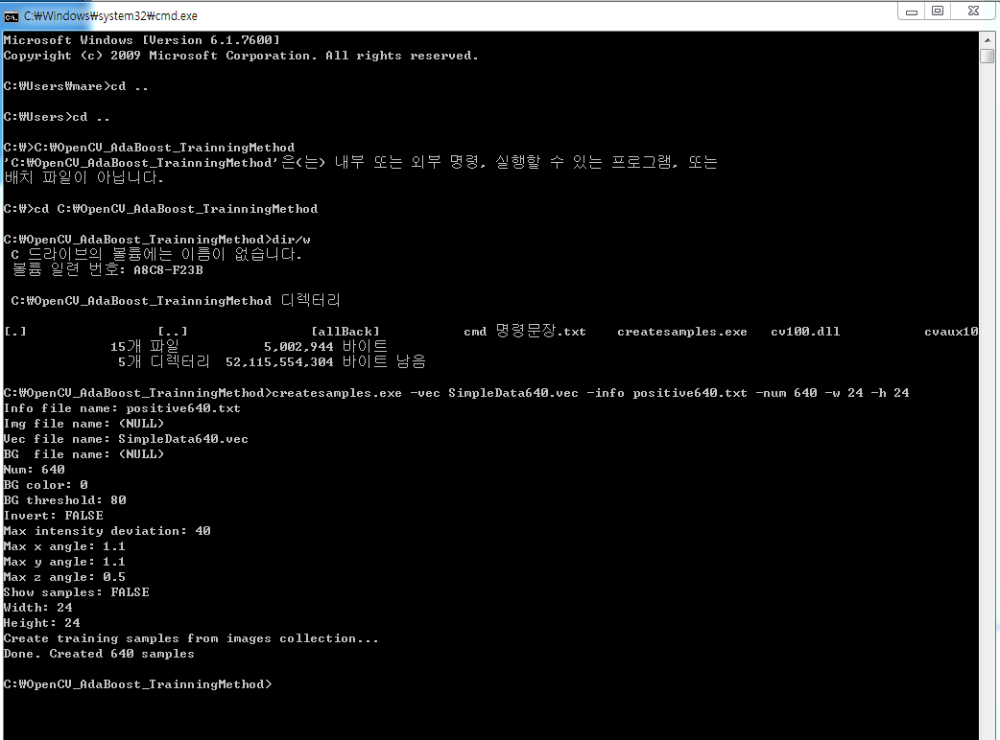 C:\Windows\system32\cmd.exe
Microsoft Windows [Version 6.1.7600]
Copyright (c) 2009 Microsoft Corporation. All rights reserved.
C:₩Users₩mare>cd ..
C:₩Users>cd ..
C:₩>C:₩OpenCV_AdaBoost_TrainningMethod
'C:₩OpenCV_AdaBoost_TrainningMethod'은(는) 내부 또는 외부 명령, 실행할 수 있는 프로그램, 또는
배치 파일이 아닙니다.
C:₩>cd C:₩OpenCV_AdaBoost_TrainningMethod
C:₩OpenCV_AdaBoost_TrainningMethod>dir/w
C 드라이브의 볼륨에는 이름이 없습니다.
볼륨 일련 번호: A8C8-F23B
C:₩OpenCV_AdaBoost_TrainningMethod 디렉터리
[.] [..] [allBack] cmd 명령문장.txt createsamples.exe cv100.dll cvaux10
15개 파일 5,002,944 바이트
5개 디렉터리 52,115,554,304 바이트 남음
C:₩OpenCV_AdaBoost_TrainningMethod>createsamples.exe -vec SimpleData640.vec -info positive640.txt -num 640 -w 24 -h 24
Info file name: positive640.txt
Img file name: (NULL)
Vec file name: SimpleData640.vec
BG  file name: (NULL)
Num: 640
BG color: 0
BG threshold: 80
Invert: FALSE
Max intensity deviation: 40
Max x angle: 1.1
Max y angle: 1.1
Max z angle: 0.5
Show samples: FALSE
Width: 24
Height: 24
Create training samples from images collection...
Done. Created 640 samples
C:₩OpenCV_AdaBoost_TrainningMethod>